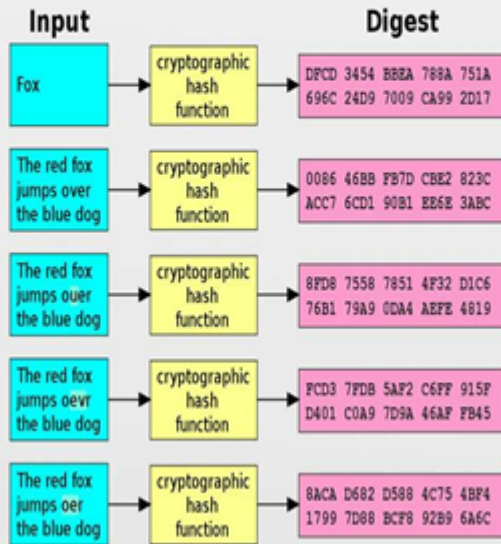 Input
Digest
Fox
cryptographic
hash
function
DFCD 3454 BBEA 788A 751A
696C 24D9 7009 CA99 2D17
The red fox
jumps over
the blue dog
cryptographic
hash
function
0086 46BB FB7D CBE2 823C
ACC7 6CD1 90B1 EE6E 3ABC
The red fox
jumps ouer
the blue dog
cryptographic
hash
function
8FD8 7558 7851 4F32 D1C6
76B1 79A9 0DA4 AEFE 4819
The red fox
jumps oevr
the blue dog
cryptographic
hash
function
FCD3 7FDB 5AF2 C6FF 915F
D401 C0A9 7D9A 46AF FB45
The red fox
jumps oer
the blue dog
cryptographic
hash
function
8ACA D682 D588 4C75 4BF4
1799 7D88 BCF8 92B9 6A6C